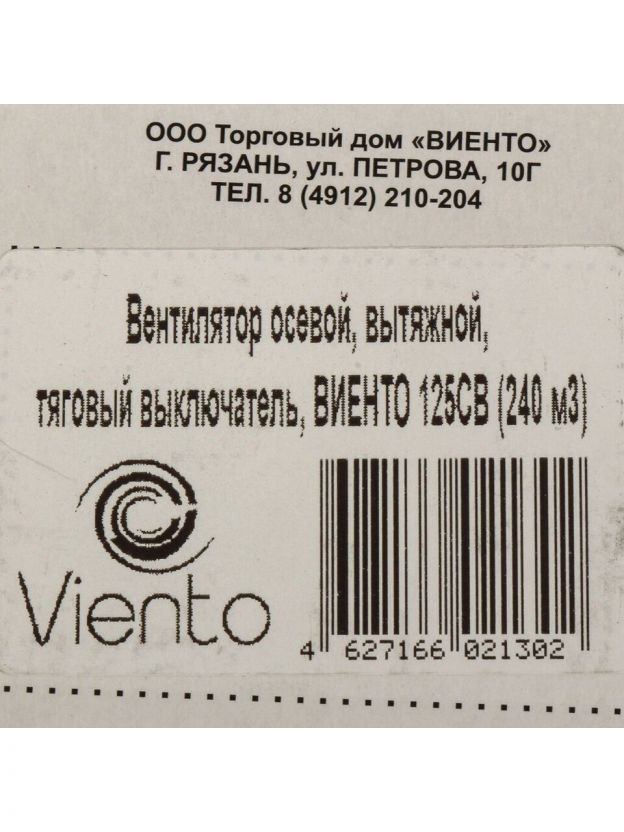 ООО Торговый дом «ВИЕНТО»
Г. РЯЗАНЬ, ул. ПЕТРОВА, 10Г
ТЕЛ. 8 (4912) 210-204
Вентилятор осевой, вытяжной,
тяговый выключатель, ВИЕНТО 125СВ (240 м3)
Viento
4 627166 021302